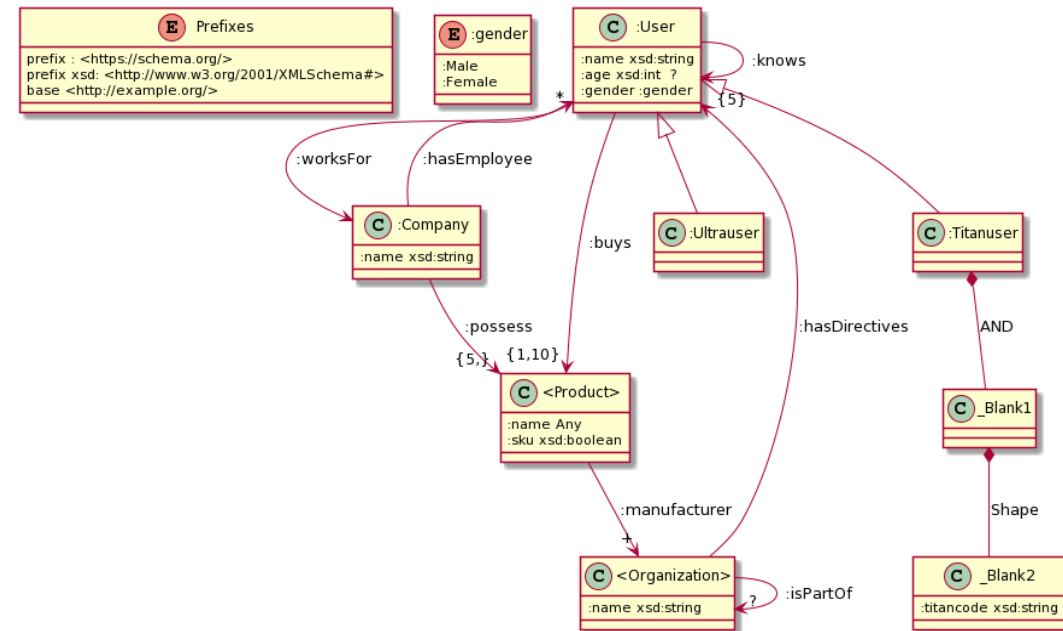 E Prefixes
prefix : <https://schema.org/>
prefix xsd: <http://www.w3.org/2001/XMLSchema#>
base <http://example.org/>
E :gender
:Male
:Female
C :User
:name xsd:string
:age xsd:int ?
:gender :gender
:knows
{5}
*
:worksFor
:hasEmployee
C :Company
:name xsd:string
:buys
C :Ultrauser
C :Titanuser
:possess
{5,}
{1,10}
:hasDirectives
AND
C <Product>
:name Any
:sku xsd:boolean
C _Blank1
:manufacturer
+
Shape
C <Organization>
:name xsd:string
:isPartOf
?
C _Blank2
:titancode xsd:string